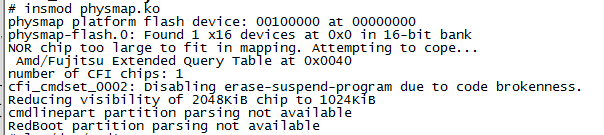 # insmod physmap.ko
physmap platform flash device: 00100000 at 00000000
physmap-flash.0: Found 1 x16 devices at 0x0 in 16-bit bank
NOR chip too large to fit in mapping. Attempting to cope...
Amd/Fujitsu Extended Query Table at 0x0040
number of CFI chips: 1
cfi_cmdset_0002: Disabling erase-suspend-program due to code brokenness.
Reducing visibility of 2048KiB chip to 1024KiB
cmdlinepart partition parsing not available
RedBoot partition parsing not available